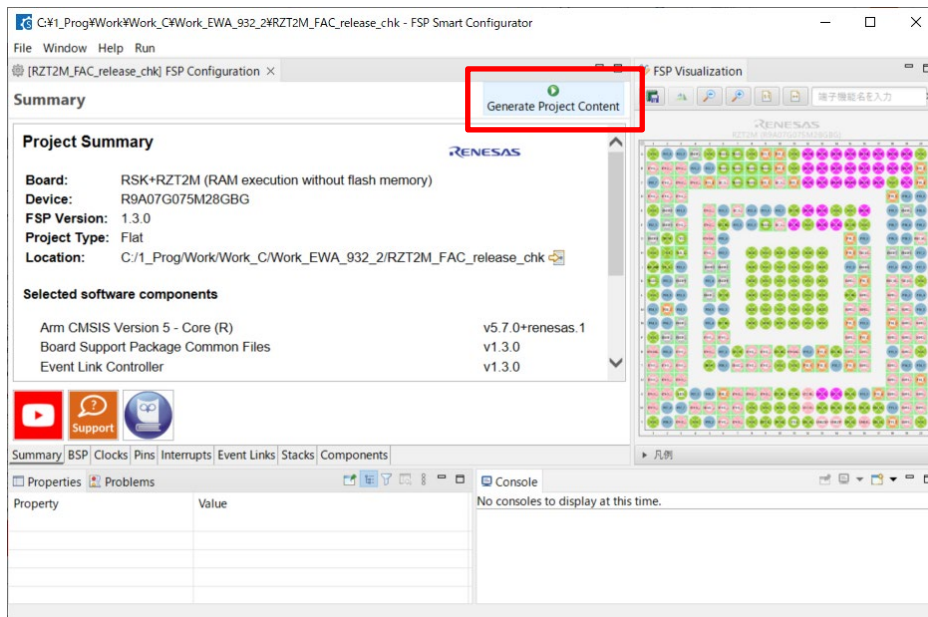 C:¥1_Prog¥Work¥Work_C¥Work_EWA_932_2¥RZT2M_FAC_release_chk - FSP Smart Configurator
File Window Help Run
[RZT2M_FAC_release_chk] FSP Configuration
Summary
Generate Project Content
Project Summary
RENESAS
Board: RSK+RZT2M (RAM execution without flash memory)
Device: R9A07G075M28GBG
FSP Version: 1.3.0
Project Type: Flat
Location: C:/1_Prog/Work/Work_C/Work_EWA_932_2/RZT2M_FAC_release_chk
Selected software components
Arm CMSIS Version 5 - Core (R) v5.7.0+renesas.1
Board Support Package Common Files v1.3.0
Event Link Controller v1.3.0
Support
Summary BSP Clocks Pins Interrupts Event Links Stacks Components
FSP Visualization
端子機能名を入力
RENESAS
凡例
Properties Problems
Property Value
Console
No consoles to display at this time.